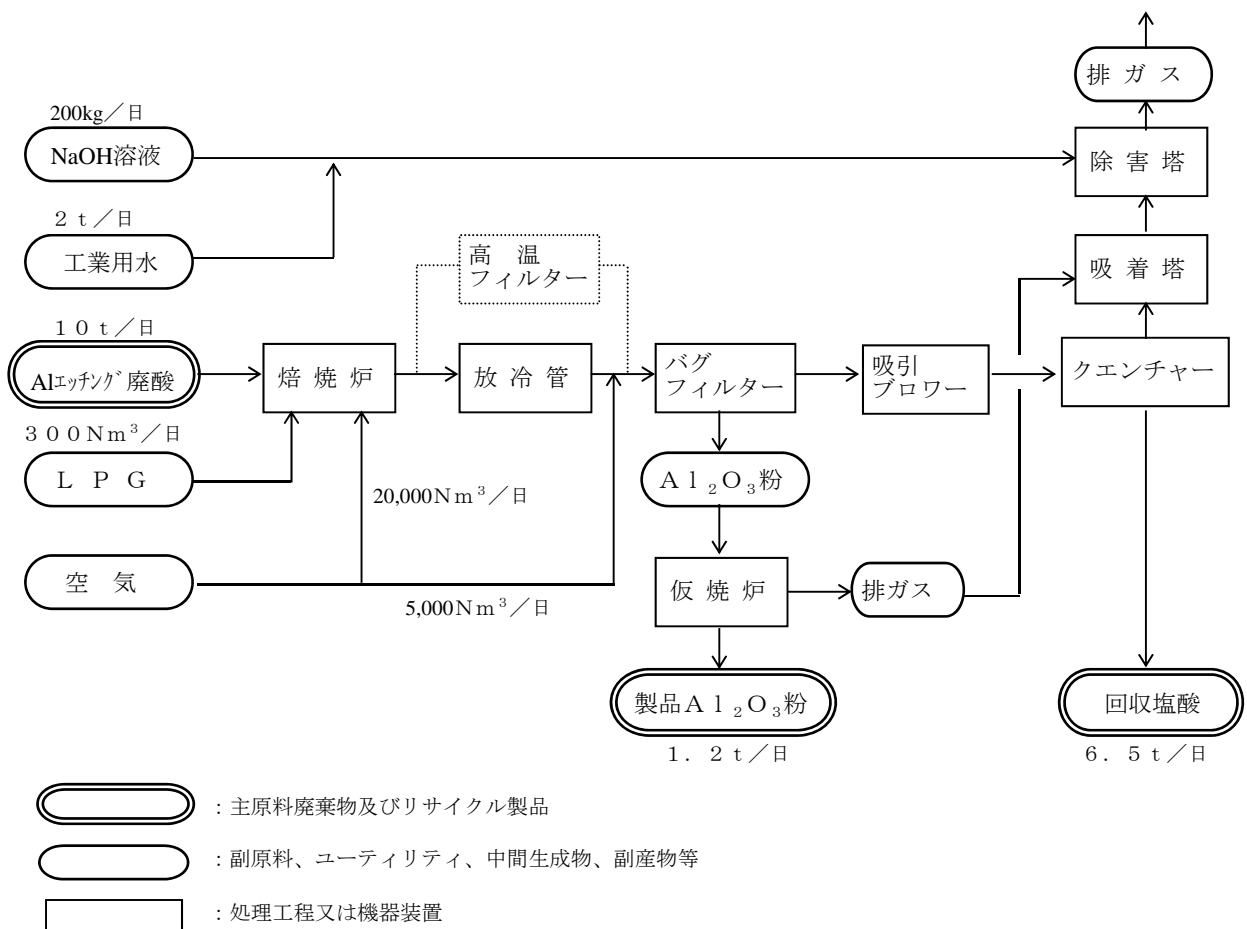 排 ガ ス
200kg／日
NaOH溶液
除 害 塔
２ｔ／日
工業用水
高　温
フィルター
吸 着 塔
１０ｔ／日
Alｴｯﾁﾝｸﾞ廃酸
焙 焼 炉
放 冷 管
バグ
フィルター
吸引
ブロワー
クエンチャー
３００Ｎｍ³／日
Ｌ Ｐ Ｇ
20,000Ｎｍ³／日
Ａｌ₂Ｏ₃粉
空　気
5,000Ｎｍ³／日
仮 焼 炉
排ガス
製品Ａｌ₂Ｏ₃粉
回収塩酸
１．２ｔ／日
６．５ｔ／日
：主原料廃棄物及びリサイクル製品
：副原料、ユーティリティ、中間生成物、副産物等
：処理工程又は機器装置